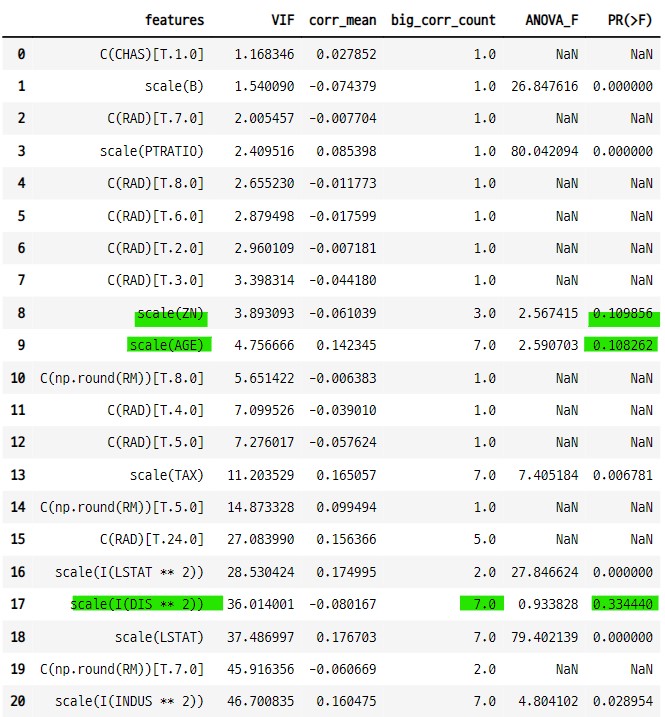 features VIF corr_mean big_corr_count ANOVA_F PR(>F)
0 C(CHAS)[T.1.0] 1.168346 0.027852 1.0 NaN NaN
1 scale(B) 1.540090 -0.074379 1.0 26.847616 0.000000
2 C(RAD)[T.7.0] 2.005457 -0.007704 1.0 NaN NaN
3 scale(PTRATIO) 2.409516 0.085398 1.0 80.042094 0.000000
4 C(RAD)[T.8.0] 2.655230 -0.011773 1.0 NaN NaN
5 C(RAD)[T.6.0] 2.879498 -0.017599 1.0 NaN NaN
6 C(RAD)[T.2.0] 2.960109 -0.007181 1.0 NaN NaN
7 C(RAD)[T.3.0] 3.398314 -0.044180 1.0 NaN NaN
8 scale(ZN) 3.893093 -0.061039 3.0 2.567415 0.109856
9 scale(AGE) 4.756666 0.142345 7.0 2.590703 0.108262
10 C(np.round(RM))[T.8.0] 5.651422 -0.006383 1.0 NaN NaN
11 C(RAD)[T.4.0] 7.099526 -0.039010 1.0 NaN NaN
12 C(RAD)[T.5.0] 7.276017 -0.057624 1.0 NaN NaN
13 scale(TAX) 11.203529 0.165057 7.0 7.405184 0.006781
14 C(np.round(RM))[T.5.0] 14.873328 0.099494 1.0 NaN NaN
15 C(RAD)[T.24.0] 27.083990 0.156366 5.0 NaN NaN
16 scale(I(LSTAT ** 2)) 28.530424 0.174995 2.0 27.846624 0.000000
17 scale(I(DIS ** 2)) 36.014001 -0.080167 7.0 0.933828 0.334440
18 scale(LSTAT) 37.486997 0.176703 7.0 79.402139 0.000000
19 C(np.round(RM))[T.7.0] 45.916356 -0.060669 2.0 NaN NaN
20 scale(I(INDUS ** 2)) 46.700835 0.160475 7.0 4.804102 0.028954